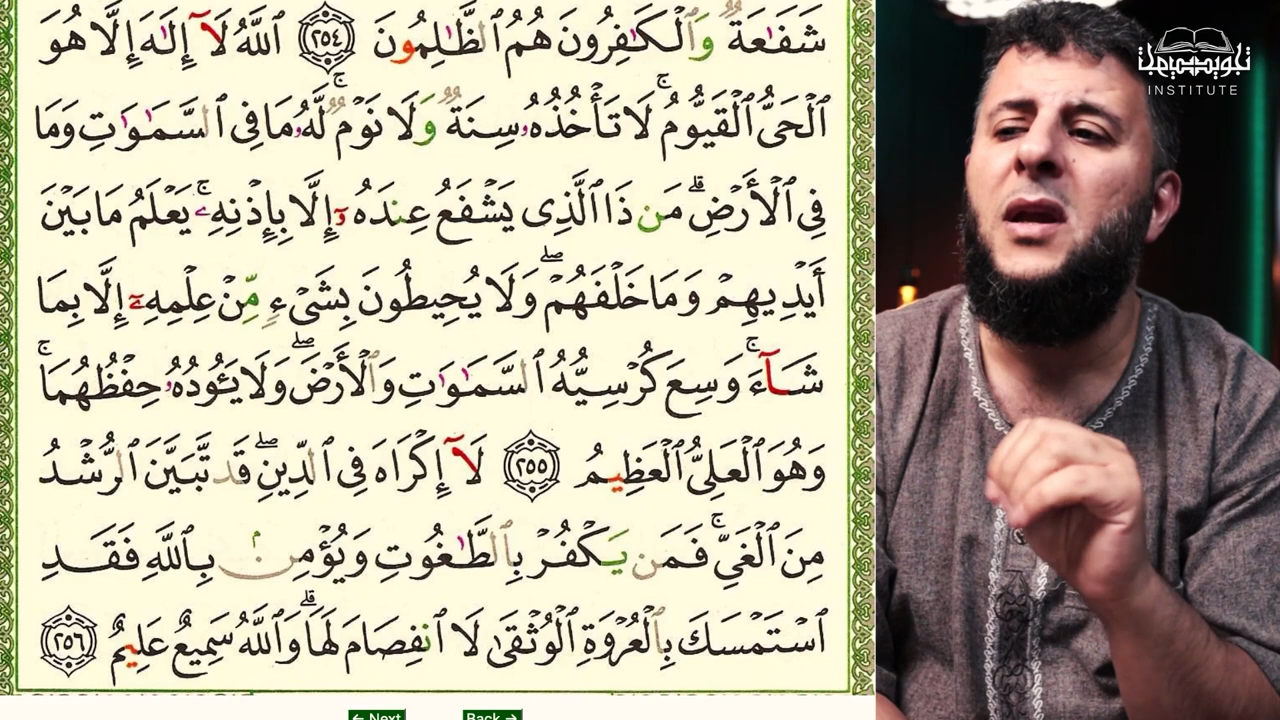 شَفَٰعَةٌۭ وَٱلْكَٰفِرُونَ هُمُ ٱلظَّٰلِمُونَ ٢٥٤ ٱللَّهُ لَآ إِلَٰهَ إِلَّا هُوَ
ٱلْحَىُّ ٱلْقَيُّومُ ۚ لَا تَأْخُذُهُۥ سِنَةٌۭ وَلَا نَوْمٌۭ ۚ لَّهُۥ مَا فِى ٱلسَّمَٰوَٰتِ وَمَا
فِى ٱلْأَرْضِ ۗ مَن ذَا ٱلَّذِى يَشْفَعُ عِندَهُۥٓ إِلَّا بِإِذْنِهِۦ ۚ يَعْلَمُ مَا بَيْنَ
أَيْدِيهِمْ وَمَا خَلْفَهُمْ ۖ وَلَا يُحِيطُونَ بِشَىْءٍۢ مِّنْ عِلْمِهِۦٓ إِلَّا بِمَا
شَآءَ ۚ وَسِعَ كُرْسِيُّهُ ٱلسَّمَٰوَٰتِ وَٱلْأَرْضَ ۖ وَلَا يَـُٔودُهُۥ حِفْظُهُمَا ۚ
وَهُوَ ٱلْعَلِىُّ ٱلْعَظِيمُ ٢٥٥ لَآ إِكْرَاهَ فِى ٱلدِّينِ ۖ قَد تَّبَيَّنَ ٱلرُّشْدُ
مِنَ ٱلْغَىِّ ۚ فَمَن يَكْفُرْ بِٱلطَّٰغُوتِ وَيُؤْمِنۢ بِٱللَّهِ فَقَدِ
ٱسْتَمْسَكَ بِٱلْعُرْوَةِ ٱلْوُثْقَىٰ لَا ٱنفِصَامَ لَهَا ۗ وَٱللَّهُ سَمِيعٌ عَلِيمٌ ٢٥٦
← Next
Back →
INSTITUTE